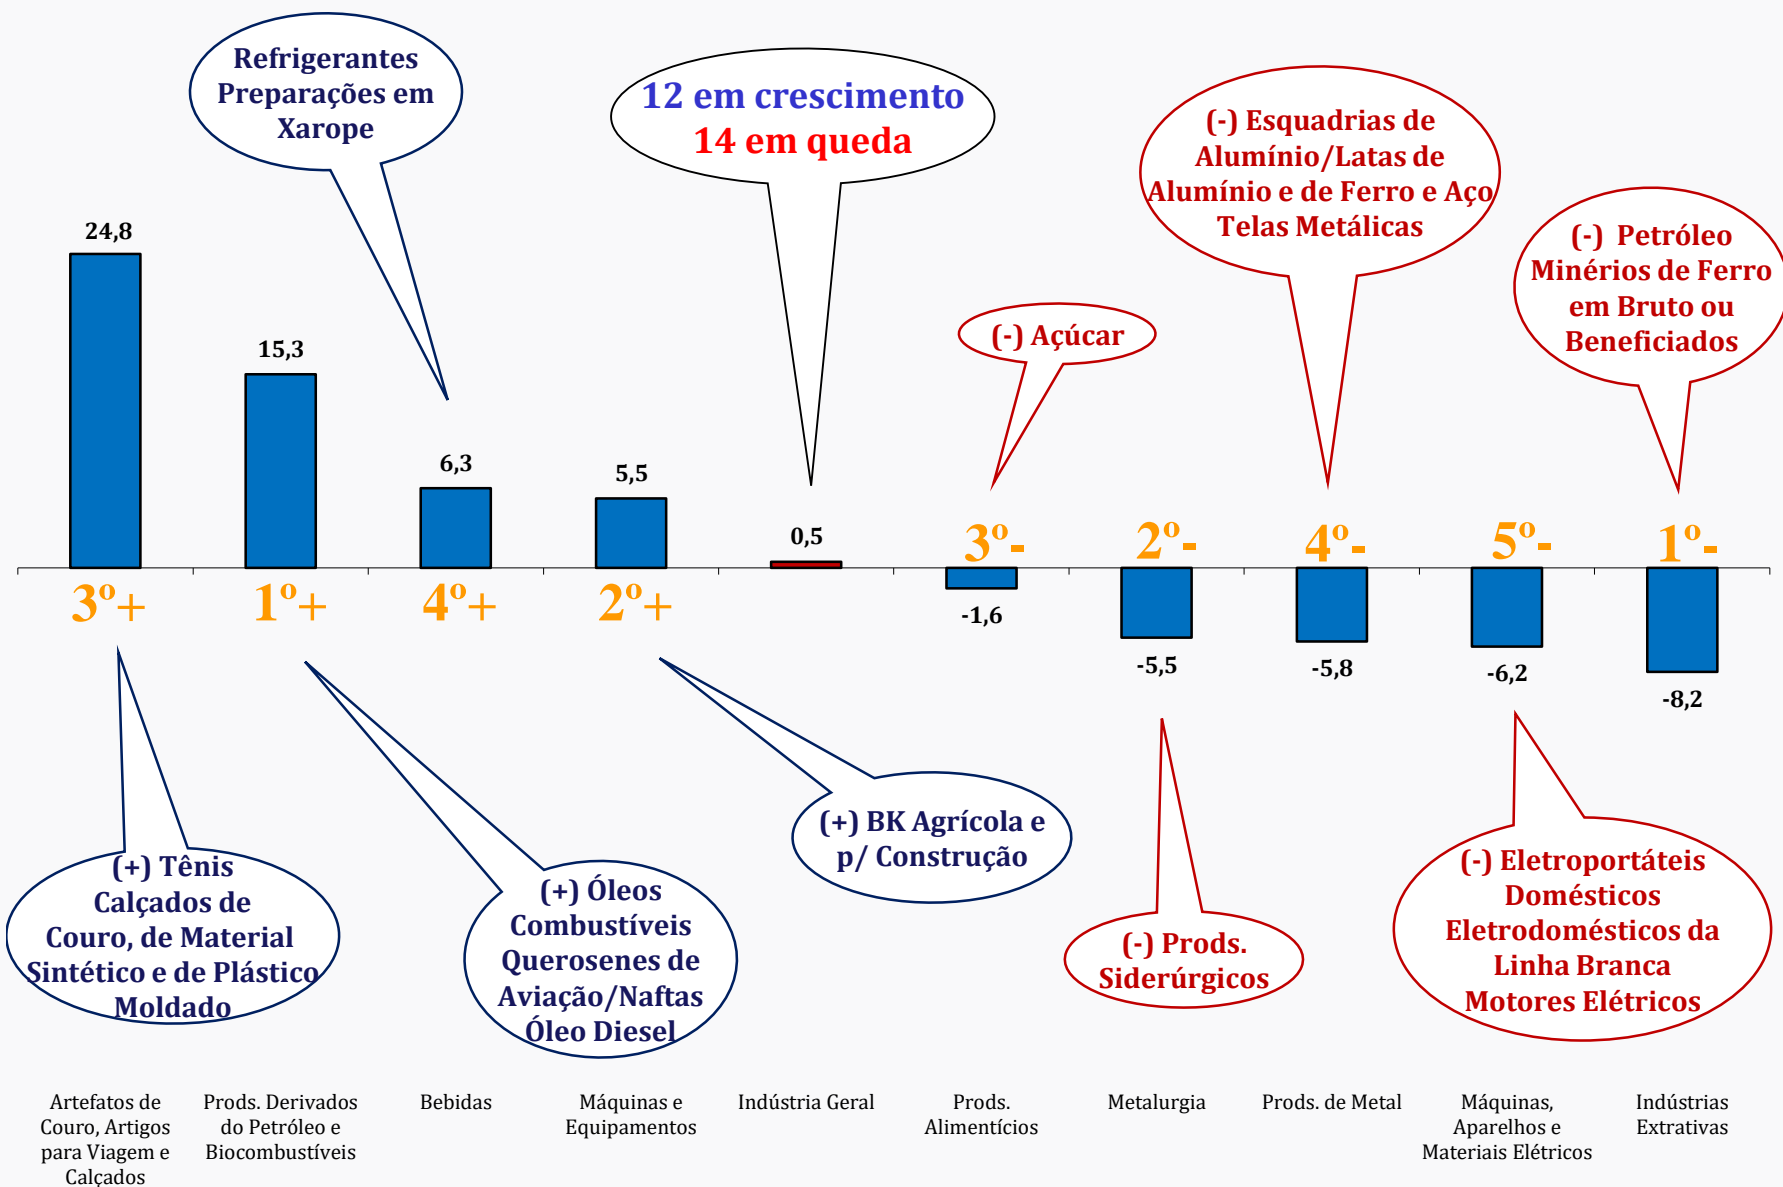 Refrigerantes
Preparações em
Xarope
12 em crescimento
14 em queda
(-) Esquadrias de
Alumínio/Latas de
Alumínio e de Ferro e Aço
Telas Metálicas
(-) Petróleo
Minérios de Ferro
em Bruto ou
Beneficiados
(-) Açúcar
24,8
15,3
6,3
5,5
0,5
3º-
2º-
4º-
5º-
1º-
3º+
1º+
4º+
2º+
-1,6
-5,5
-5,8
-6,2
-8,2
(+) Tênis
Calçados de
Couro, de Material
Sintético e de Plástico
Moldado
(+) Óleos
Combustíveis
Querosenes de
Aviação/Naftas
Óleo Diesel
(+) BK Agrícola e
p/ Construção
(-) Prods.
Siderúrgicos
(-) Eletroportáteis
Domésticos
Eletrodomésticos da
Linha Branca
Motores Elétricos
Artefatos de
Couro, Artigos
para Viagem e
Calçados
Prods. Derivados
do Petróleo e
Biocombustíveis
Bebidas
Máquinas e
Equipamentos
Indústria Geral
Prods.
Alimentícios
Metalurgia
Prods. de Metal
Máquinas,
Aparelhos e
Materiais Elétricos
Indústrias
Extrativas